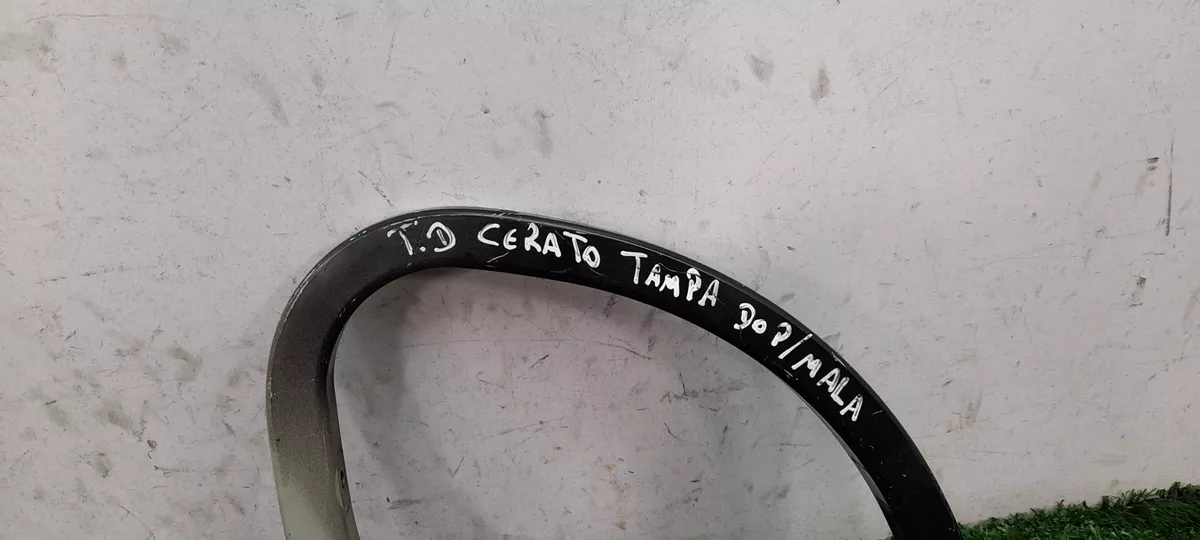 T.D CERATO TAMPA DO P/MALA